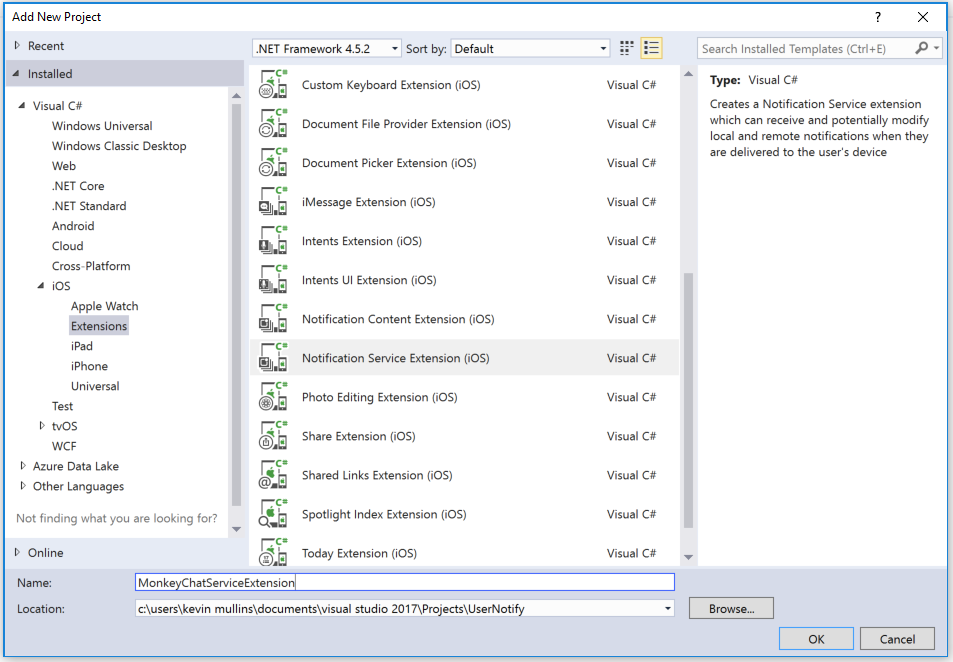 Add New Project
?
Recent
Installed
.NET Framework 4.5.2
Sort by: Default
Search Installed Templates (Ctrl+E)
Visual C#
Windows Universal
Windows Classic Desktop
Web
.NET Core
.NET Standard
Android
Cloud
Cross-Platform
iOS
Apple Watch
Extensions
iPad
iPhone
Universal
Test
tvOS
WCF
Azure Data Lake
Other Languages
Not finding what you are looking for?
Online
C# Custom Keyboard Extension (iOS) Visual C#
C# Document File Provider Extension (iOS) Visual C#
C# Document Picker Extension (iOS) Visual C#
C# iMessage Extension (iOS) Visual C#
C# Intents Extension (iOS) Visual C#
C# Intents UI Extension (iOS) Visual C#
C# Notification Content Extension (iOS) Visual C#
C# Notification Service Extension (iOS) Visual C#
C# Photo Editing Extension (iOS) Visual C#
C# Share Extension (iOS) Visual C#
C# @ Shared Links Extension (iOS) Visual C#
C# Spotlight Index Extension (iOS) Visual C#
C# Today Extension (iOS) Visual C#
Type: Visual C#
Creates a Notification Service extension
which can receive and potentially modify
local and remote notifications when they
are delivered to the user's device
Name: MonkeyChatServiceExtension
Location: c:\users\kevin mullins\documents\visual studio 2017\Projects\UserNotify
Browse...
OK
Cancel